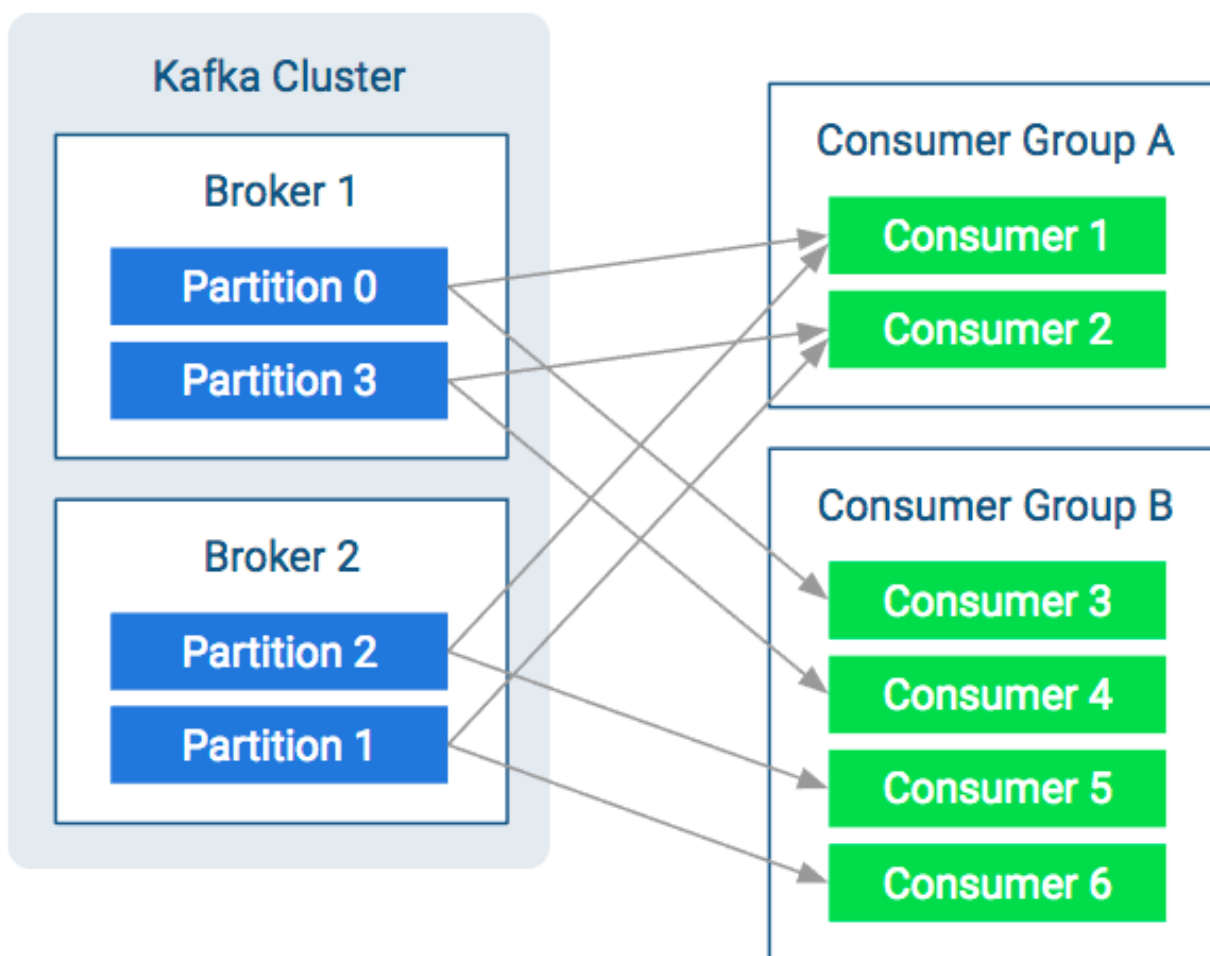 Kafka Cluster
Broker 1
Partition 0
Partition 3
Broker 2
Partition 2
Partition 1
Consumer Group A
Consumer 1
Consumer 2
Consumer Group B
Consumer 3
Consumer 4
Consumer 5
Consumer 6